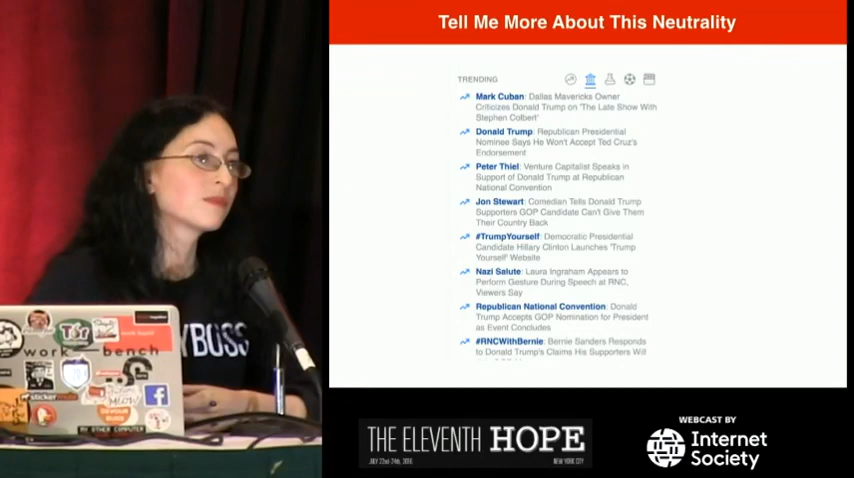 Tell Me More About This Neutrality
TRENDING
Mark Cuban: Dallas Mavericks Owner
Criticizes Donald Trump on 'The Late Show With
Stephen Colbert'
Donald Trump: Republican Presidential
Nominee Says He Won't Accept Ted Cruz's
Endorsement
Peter Thiel: Venture Capitalist Speaks in
Support of Donald Trump at Republican
National Convention
Jon Stewart: Comedian Tells Donald Trump
Supporters GOP Candidate Can't Give Them
Their Country Back
#TrumpYourself: Democratic Presidential
Candidate Hillary Clinton Launches 'Trump
Yourself' Website
Nazi Salute: Laura Ingraham Appears to
Perform Gesture During Speech at RNC,
Viewers Say
Republican National Convention: Donald
Trump Accepts GOP Nomination for President
as Event Concludes
#RNCWithBernie: Bernie Sanders Responds
to Donald Trump's Claims His Supporters Will
YBOSS
Tor
work bench
stickermule
MY OTHER COMPUTER
THE ELEVENTH HOPE
JULY 22nd-24th, 2016
NEW YORK CITY
WEBCAST BY
Internet
Society